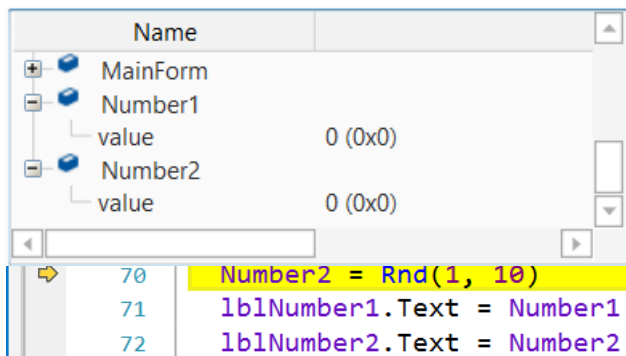 Name
MainForm
Number1
value 0 (0x0)
Number2
value 0 (0x0)
70 Number2 = Rnd(1, 10)
71 lblNumber1.Text = Number1
72 lblNumber2.Text = Number2